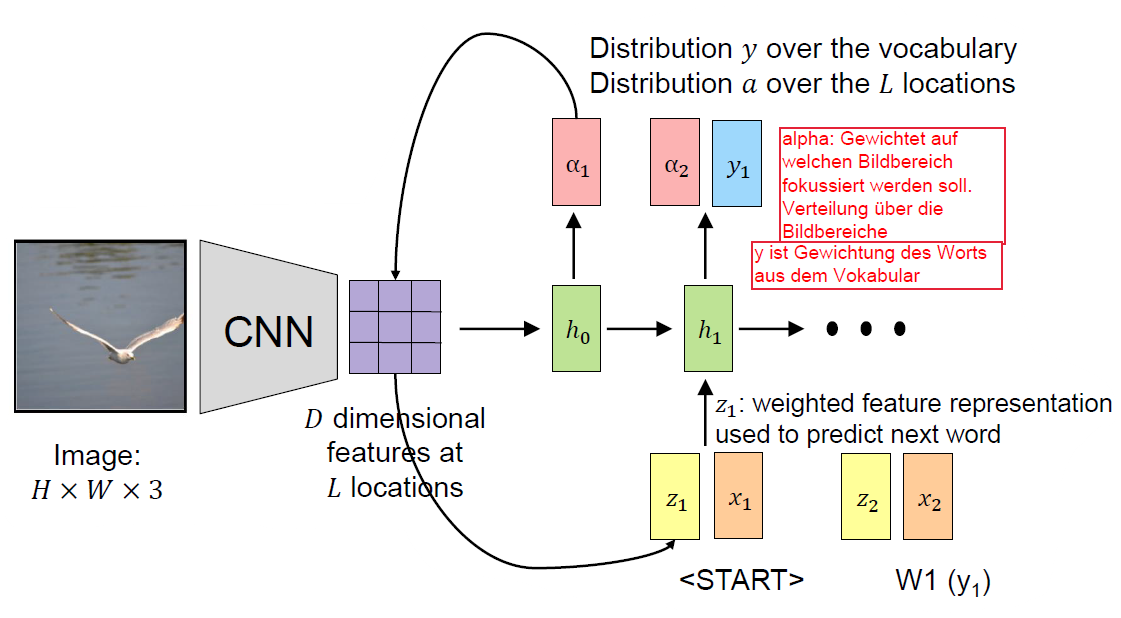 Distribution y over the vocabulary
Distribution a over the L locations
α₁
α₂
y₁
alpha: Gewichtet auf
welchen Bildbereich
fokussiert werden soll.
Verteilung über die
Bildbereiche
y ist Gewichtung des Worts
aus dem Vokabular
CNN
h₀
h₁
z₁: weighted feature representation
used to predict next word
D dimensional
features at
L locations
Image:
H × W × 3
z₁
x₁
z₂
x₂
<START>
W1 (y₁)